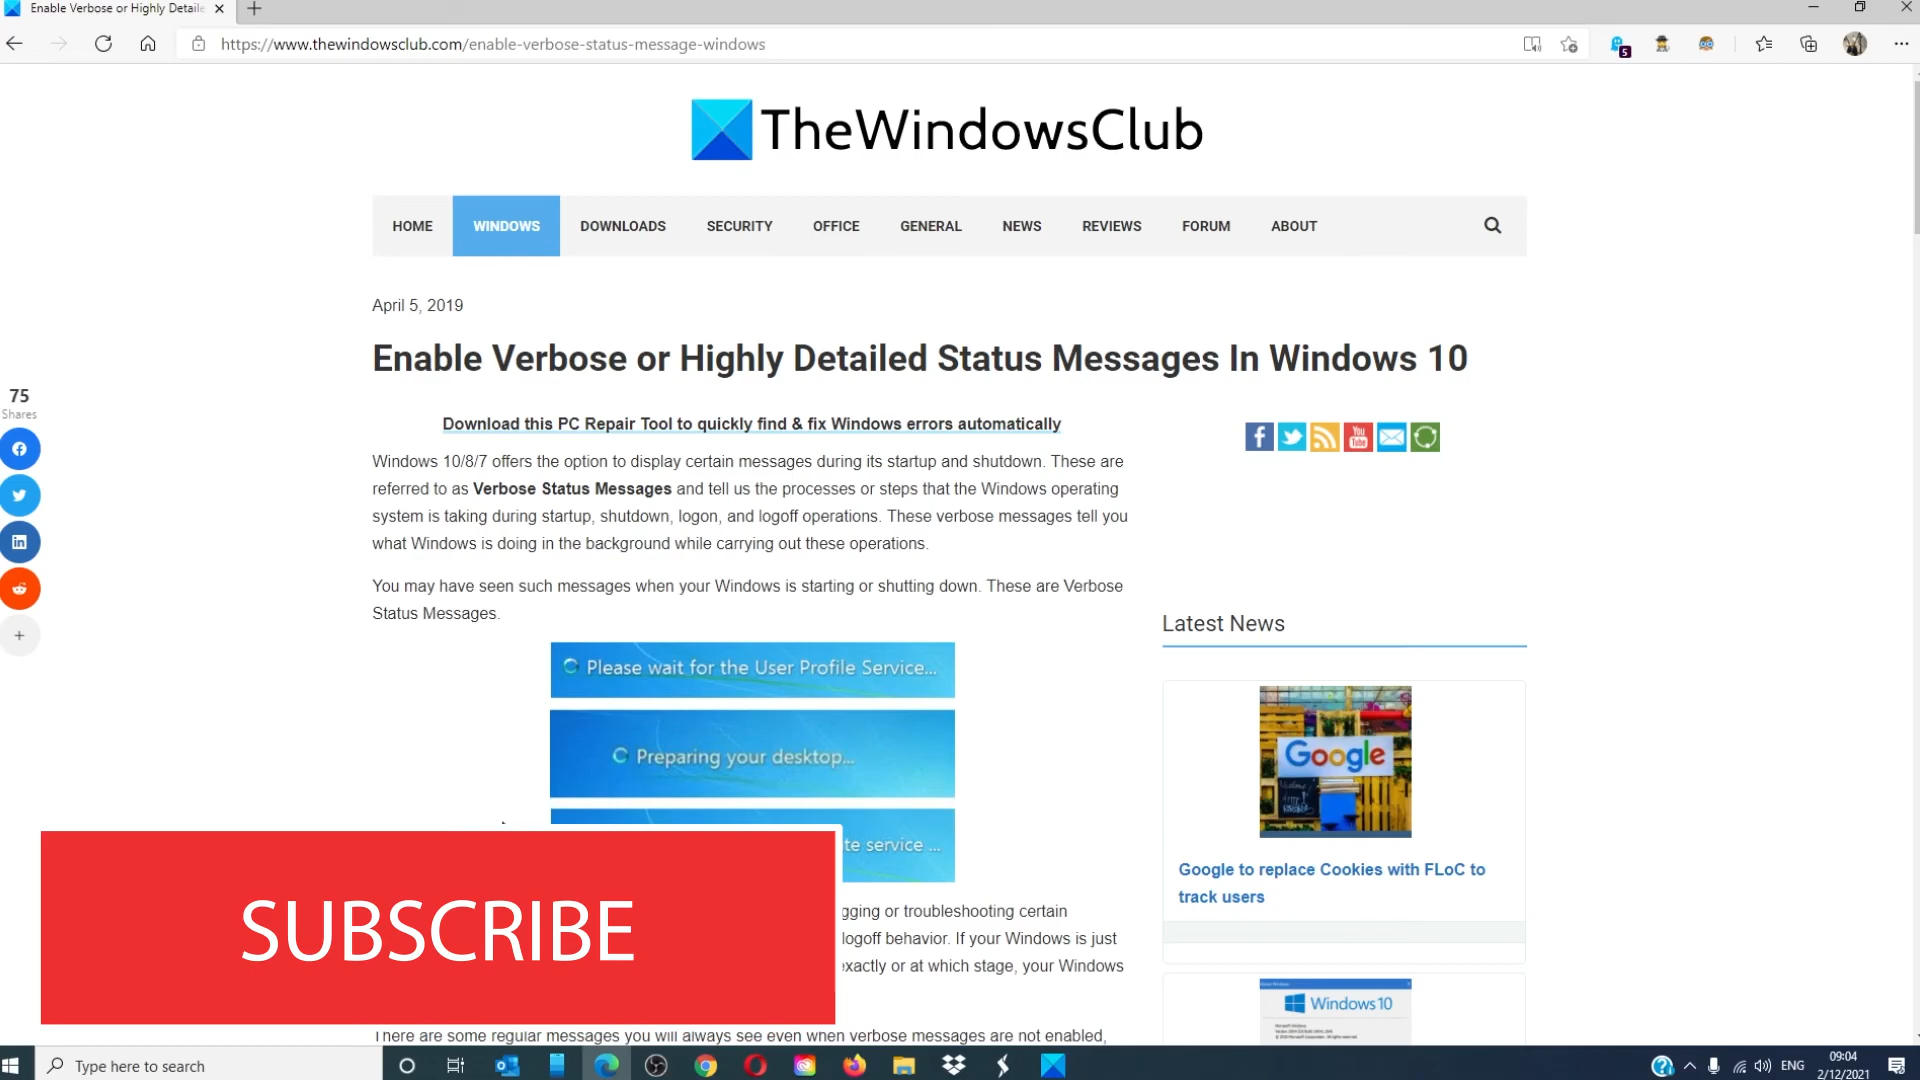 Enable Verbose or Highly Detaile
https://www.thewindowsclub.com/enable-verbose-status-message-windows
5
TheWindowsClub
HOME WINDOWS DOWNLOADS SECURITY OFFICE GENERAL NEWS REVIEWS FORUM ABOUT
April 5, 2019
Enable Verbose or Highly Detailed Status Messages In Windows 10
75
Shares
Download this PC Repair Tool to quickly find & fix Windows errors automatically
You Tube
Windows 10/8/7 offers the option to display certain messages during its startup and shutdown. These are
referred to as Verbose Status Messages and tell us the processes or steps that the Windows operating
system is taking during startup, shutdown, logon, and logoff operations. These verbose messages tell you
what Windows is doing in the background while carrying out these operations.
You may have seen such messages when your Windows is starting or shutting down. These are Verbose
Status Messages.
Please wait for the User Profile Service...
Preparing your desktop...
te service ...
gging or troubleshooting certain
logoff behavior. If your Windows is just
exactly or at which stage, your Windows
There are some regular messages you will always see even when verbose messages are not enabled,
SUBSCRIBE
Latest News
Google
Google to replace Cookies with FLoC to
track users
Windows 10
Type here to search
ENG
09:04
2/12/2021